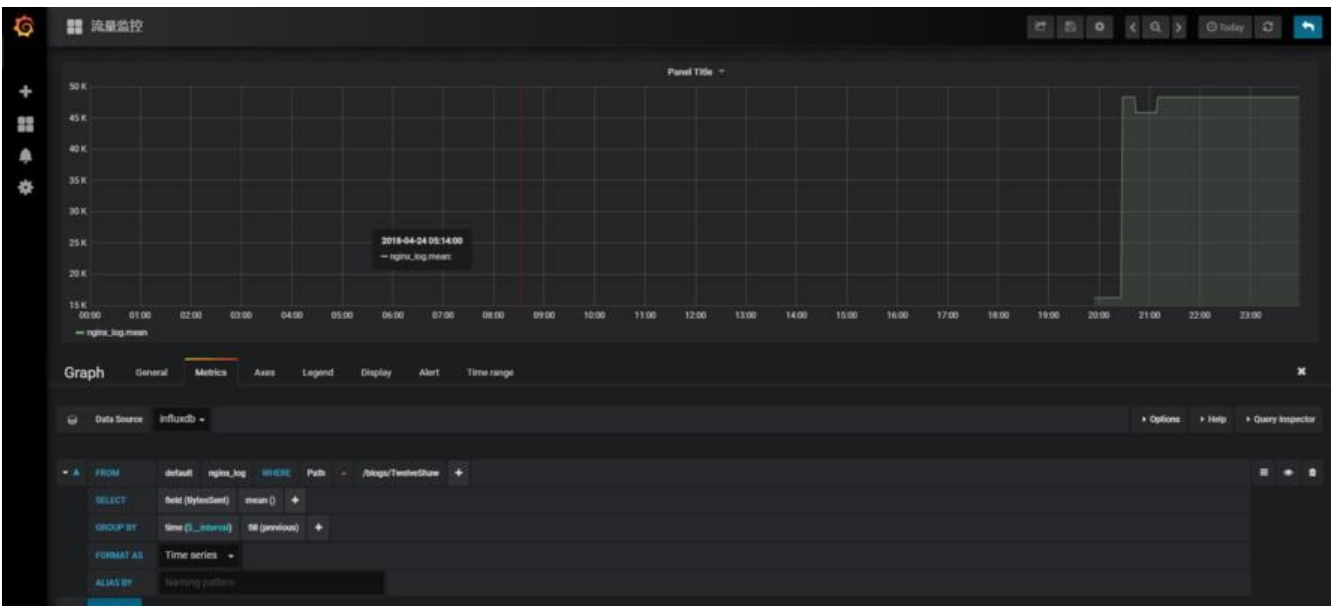 流量监控
Today
Panel Title
50 K
45 K
40 K
35 K
30 K
25 K
20 K
15 K
2018-04-24 05:14:00
nginx_log.mean:
00:00 01:00 02:00 03:00 04:00 05:00 06:00 07:00 08:00 09:00 10:00 11:00 12:00 13:00 14:00 15:00 16:00 17:00 18:00 19:00 20:00 21:00 22:00 23:00
nginx_log.mean
Graph General Metrics Axes Legend Display Alert Time range
Data Source influxdb Options Help Query Inspector
A FROM default nginx_log WHERE Path = /blogs/TwelveShaw +
SELECT field (BytesSent) mean () +
GROUP BY time ($__interval) fill (previous) +
FORMAT AS Time series
ALIAS BY Naming pattern